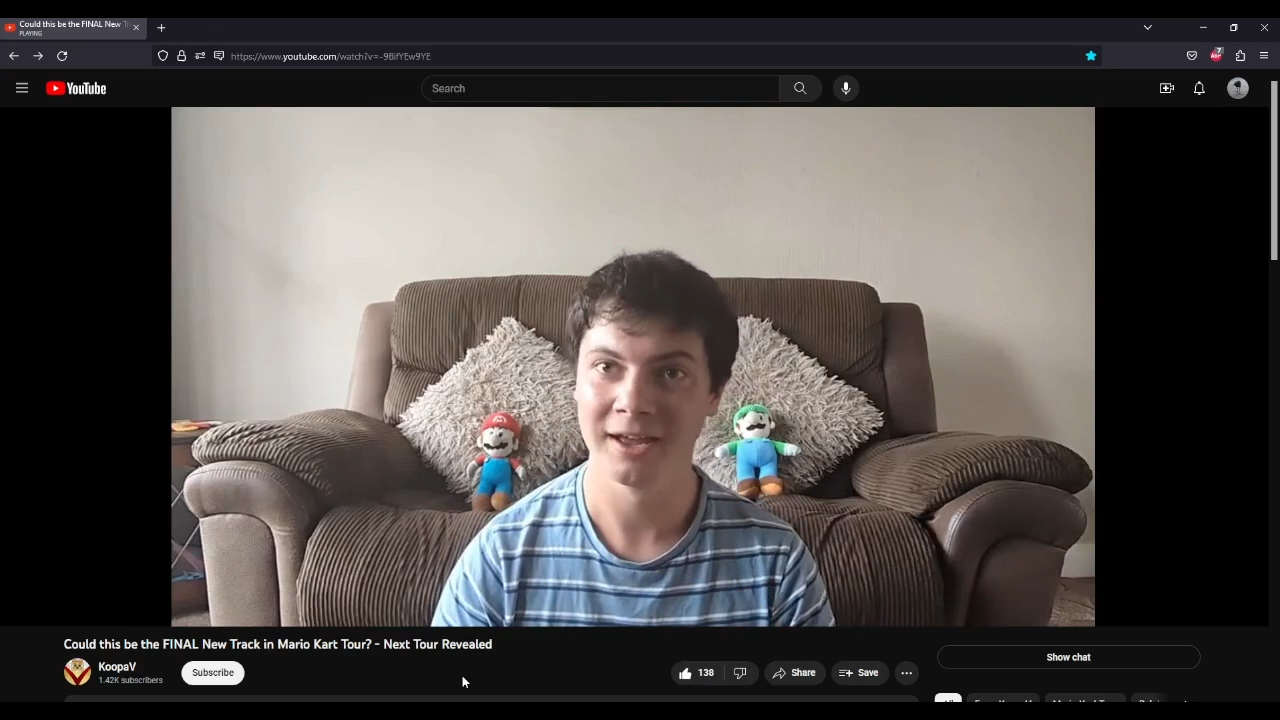 Could this be the FINAL New Tr
PLAYING
https://www.youtube.com/watch?v=-9BifYEw9YE
7
YouTube
Search
Could this be the FINAL New Track in Mario Kart Tour? - Next Tour Revealed
KoopaV
1.42K subscribers
Subscribe
138
Share
Save
Show chat